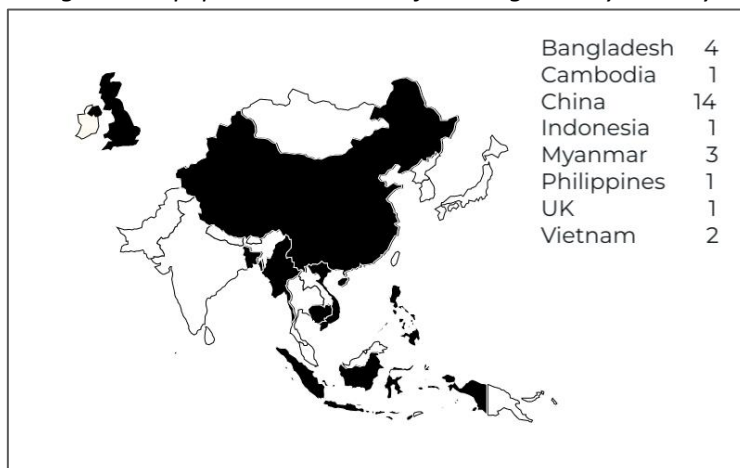 Bangladesh 4
Cambodia 1
China 14
Indonesia 1
Myanmar 3
Philippines 1
UK 1
Vietnam 2